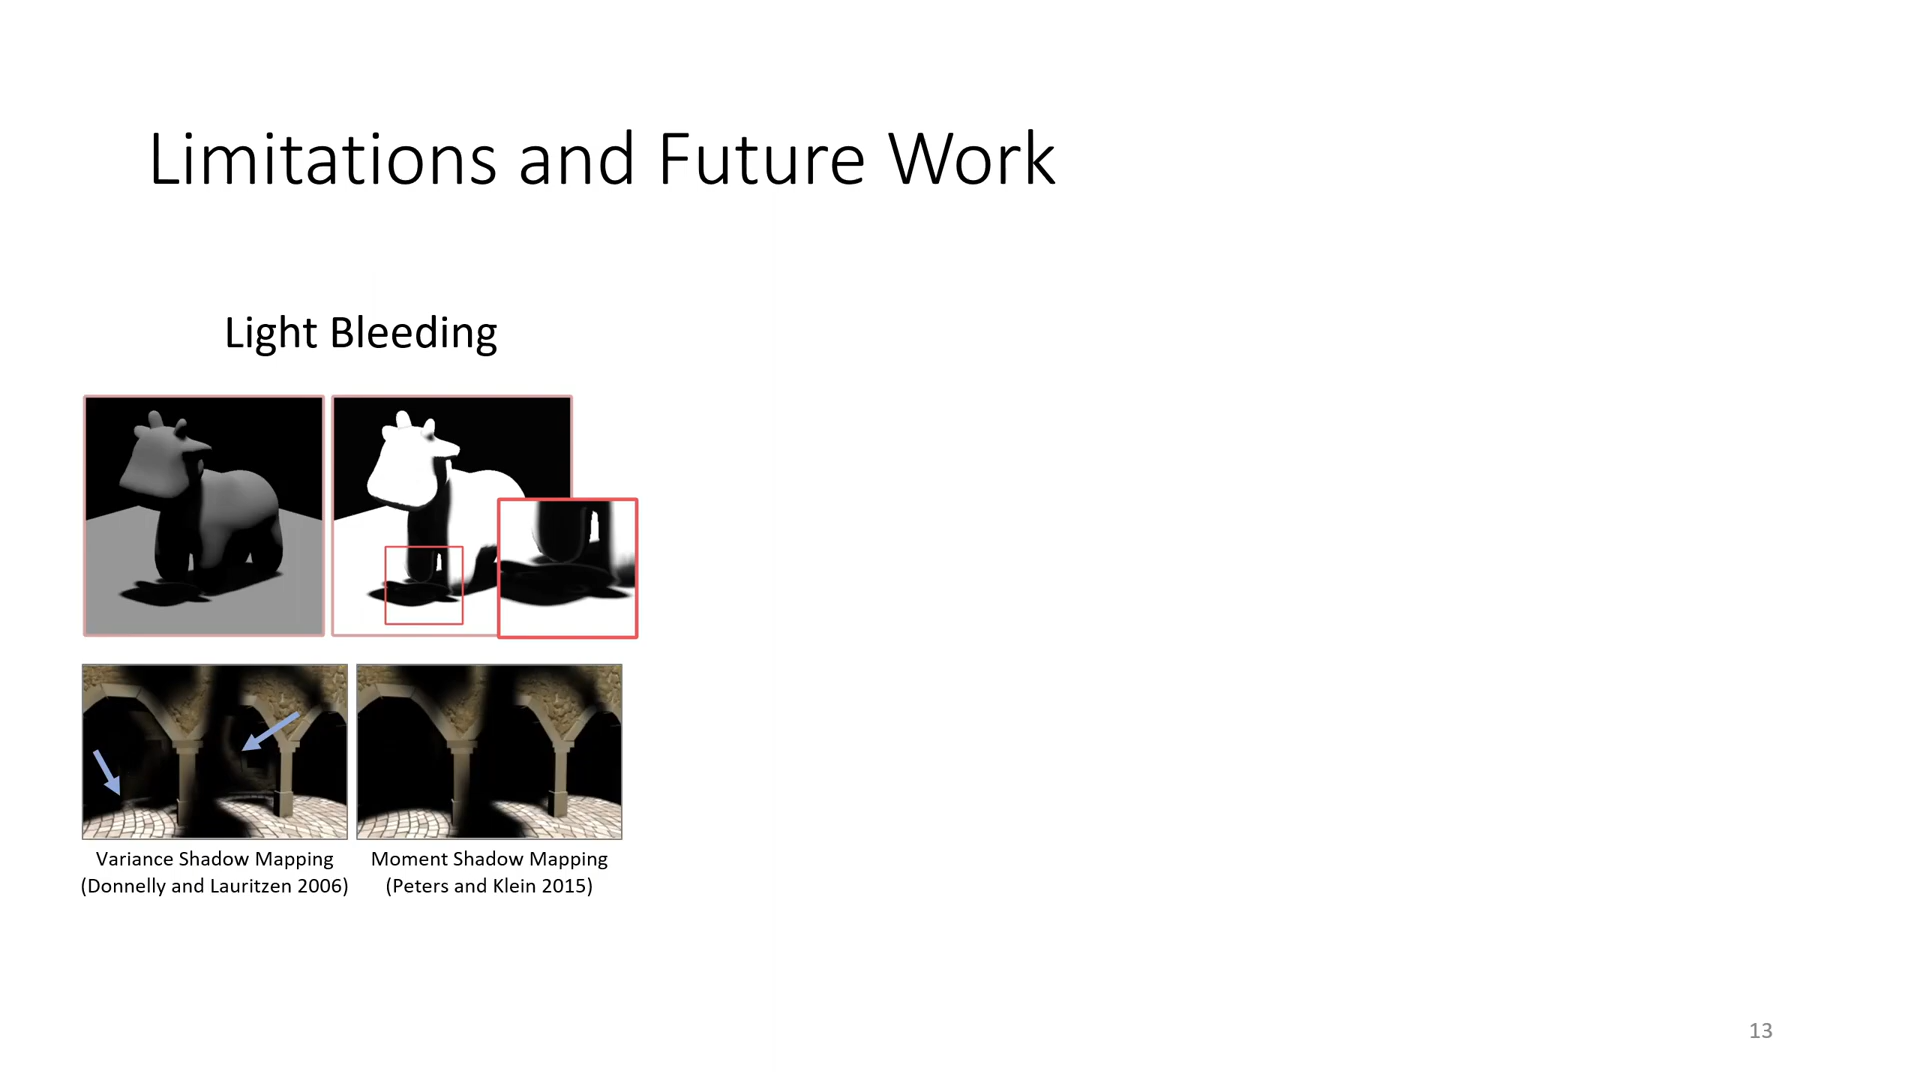 Limitations and Future Work
Light Bleeding
Variance Shadow Mapping
(Donnelly and Lauritzen 2006)
Moment Shadow Mapping
(Peters and Klein 2015)
13